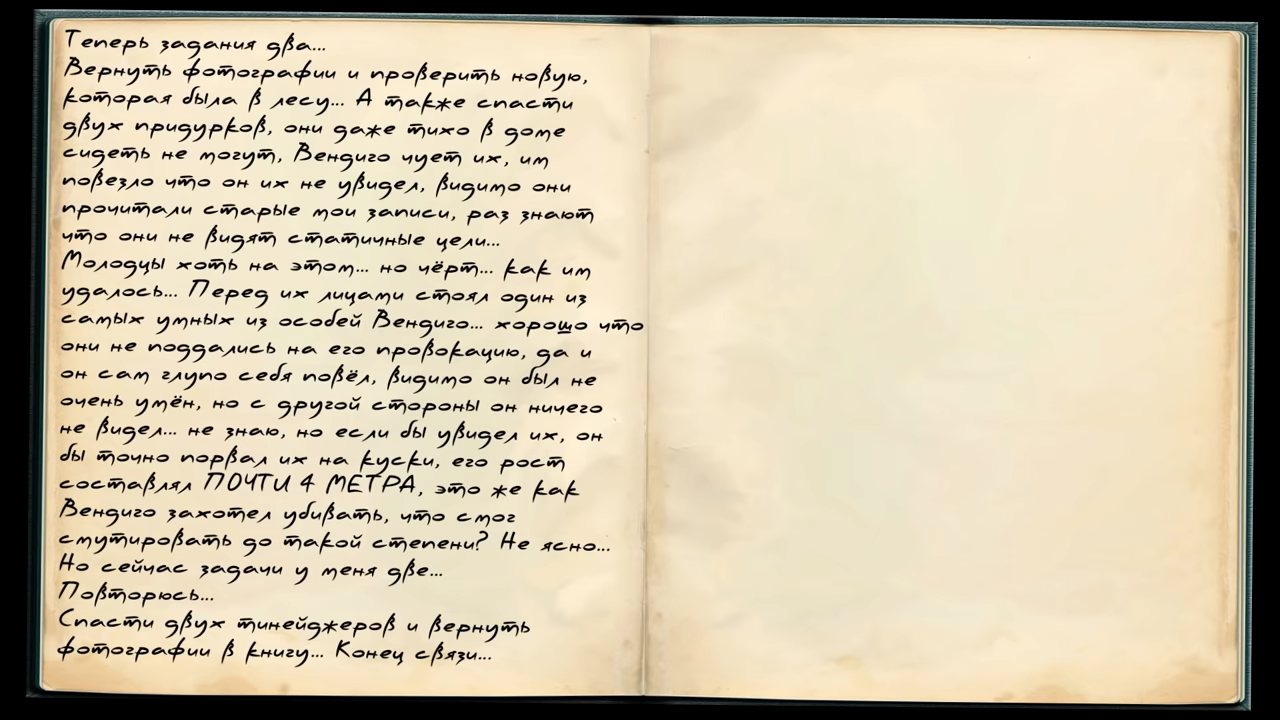 Теперь задания два...
Вернуть фотографии и проверить новую,
которая была в лесу... А также спасти
двух придурков, они даже тихо в доме
сидеть не могут, Вендиго чует их, им
повезло что он их не увидел, видимо они
прочитали старые мои записи, раз знают
что они не видят статичные цели...
Молодцы хоть на этом... но чёрт... как им
удалось... Перед их лицами стоял один из
самых умных из особей Вендиго... хорошо что
они не поддались на его провокацию, да и
он сам глупо себя повёл, видимо он был не
очень умён, но с другой стороны он ничего
не видел... не знаю, но если бы увидел их, он
бы точно порвал их на куски, его рост
составлял ПОЧТИ 4 МЕТРА, это же как
Вендиго захотел убивать, что смог
смутировать до такой степени? Не ясно...
Но сейчас задачи у меня две...
Повторюсь...
Спасти двух тинейджеров и вернуть
фотографии в книгу... Конец связи...